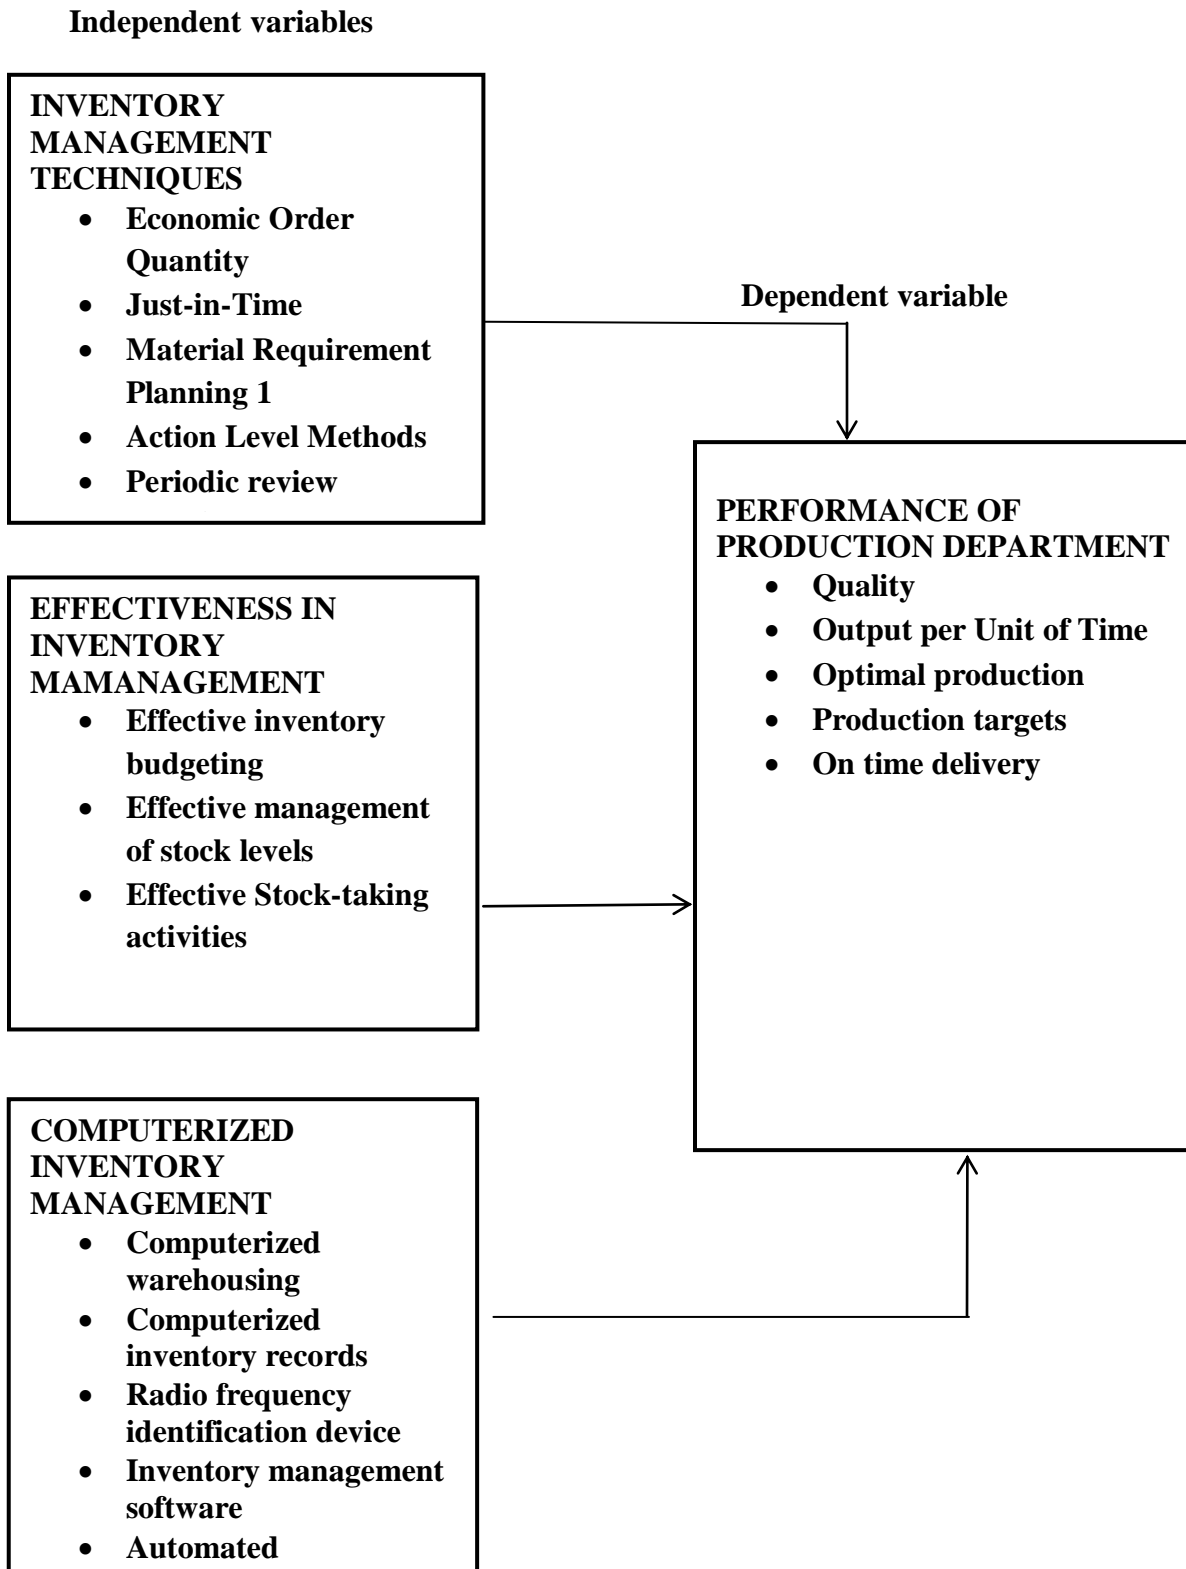 Independent variables
INVENTORY
MANAGEMENT
TECHNIQUES
• Economic Order
Quantity
• Just-in-Time
• Material Requirement
Planning 1
• Action Level Methods
• Periodic review
Dependent variable
PERFORMANCE OF
PRODUCTION DEPARTMENT
• Quality
• Output per Unit of Time
• Optimal production
• Production targets
• On time delivery
EFFECTIVENESS IN
INVENTORY
MAMANAGEMENT
• Effective inventory
budgeting
• Effective management
of stock levels
• Effective Stock-taking
activities
COMPUTERIZED
INVENTORY
MANAGEMENT
• Computerized
warehousing
• Computerized
inventory records
• Radio frequency
identification device
• Inventory management
software
• Automated